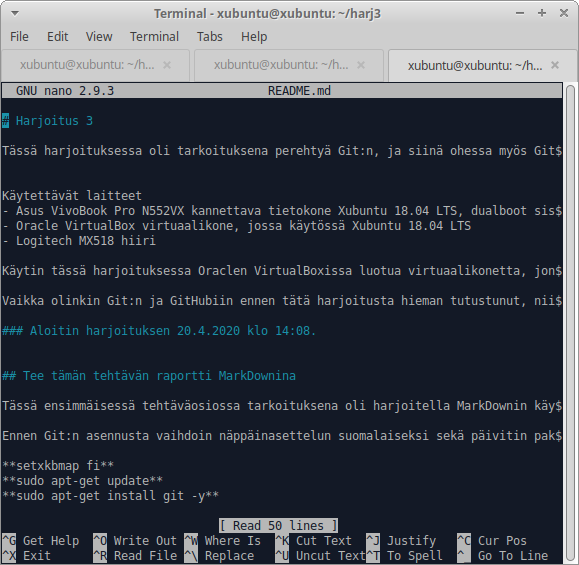 Terminal - xubuntu@xubuntu: ~/harj3
File Edit View Terminal Tabs Help
xubuntu@xubuntu: ~/h... xubuntu@xubuntu: ~/h... xubuntu@xubuntu: ~/h...
GNU nano 2.9.3 README.md
# Harjoitus 3
Tässä harjoituksessa oli tarkoituksena perehtyä Git:n, ja siinä ohessa myös Git$
Käytettävät laitteet
- Asus VivoBook Pro N552VX kannettava tietokone Xubuntu 18.04 LTS, dualboot sis$
- Oracle VirtualBox virtuaalikone, jossa käytössä Xubuntu 18.04 LTS
- Logitech MX518 hiiri
Käytin tässä harjoituksessa Oraclen VirtualBoxissa luotua virtuaalikonetta, jon$
Vaikka olinkin Git:n ja GitHubiin ennen tätä harjoitusta hieman tutustunut, nii$
### Aloitin harjoituksen 20.4.2020 klo 14:08.
## Tee tämän tehtävän raportti MarkDownina
Tässä ensimmäisessä tehtäväosiossa tarkoituksena oli harjoitella MarkDownin käy$
Ennen Git:n asennusta vaihdoin näppäinasettelun suomalaiseksi sekä päivitin pak$
**setxkbmap fi**
**sudo apt-get update**
**sudo apt-get install git -y**
[ Read 50 lines ]
^G Get Help ^O Write Out ^W Where Is ^K Cut Text ^J Justify ^C Cur Pos
^X Exit ^R Read File ^\ Replace ^U Uncut Text ^T To Spell ^_ Go To Line